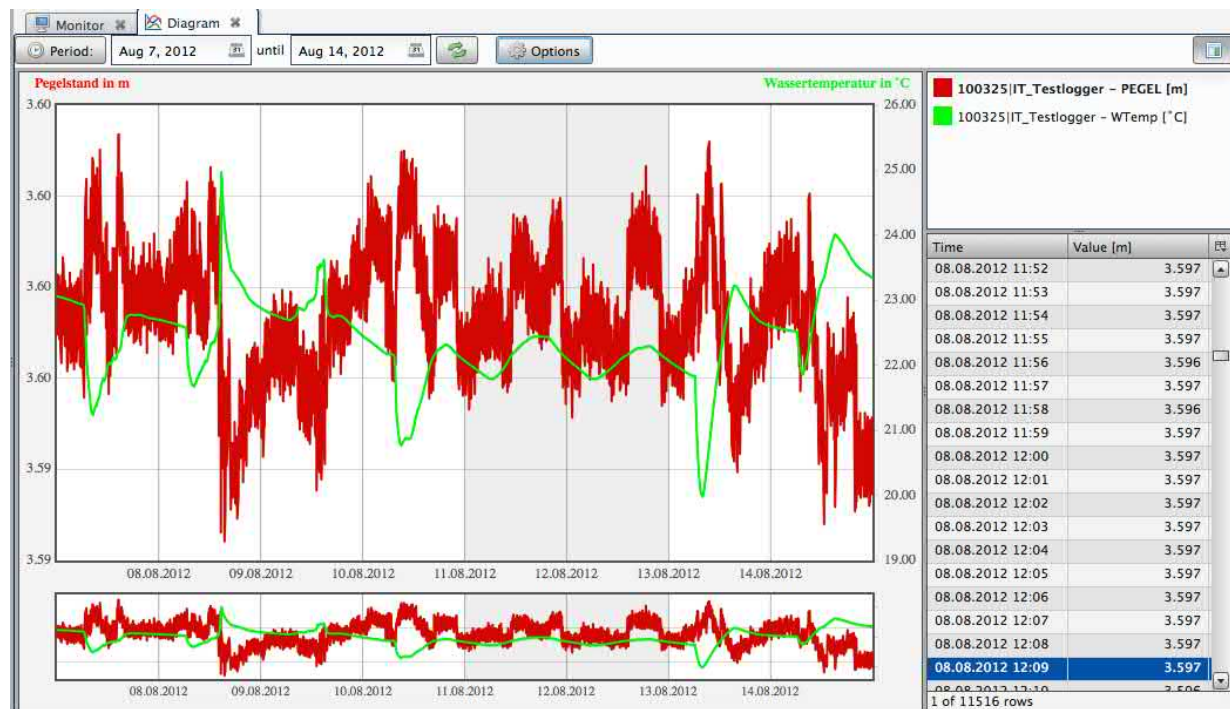 Monitor
Diagram
Period:
Aug 7, 2012
until
Aug 14, 2012
Options
Pegelstand in m
Wassertemperatur in °C
3.60
3.60
3.60
3.60
3.59
3.59
26.00
25.00
24.00
23.00
22.00
21.00
20.00
19.00
08.08.2012
09.08.2012
10.08.2012
11.08.2012
12.08.2012
13.08.2012
14.08.2012
08.08.2012
09.08.2012
10.08.2012
11.08.2012
12.08.2012
13.08.2012
14.08.2012
100325|IT_Testlogger - PEGEL [m]
100325|IT_Testlogger - WTemp [°C]
Time Value [m]
08.08.2012 11:52 3.597
08.08.2012 11:53 3.597
08.08.2012 11:54 3.597
08.08.2012 11:55 3.597
08.08.2012 11:56 3.596
08.08.2012 11:57 3.597
08.08.2012 11:58 3.596
08.08.2012 11:59 3.597
08.08.2012 12:00 3.597
08.08.2012 12:01 3.597
08.08.2012 12:02 3.597
08.08.2012 12:03 3.597
08.08.2012 12:04 3.597
08.08.2012 12:05 3.597
08.08.2012 12:06 3.597
08.08.2012 12:07 3.597
08.08.2012 12:08 3.597
08.08.2012 12:09 3.597
08.08.2012 12:10 3.596
1 of 11516 rows